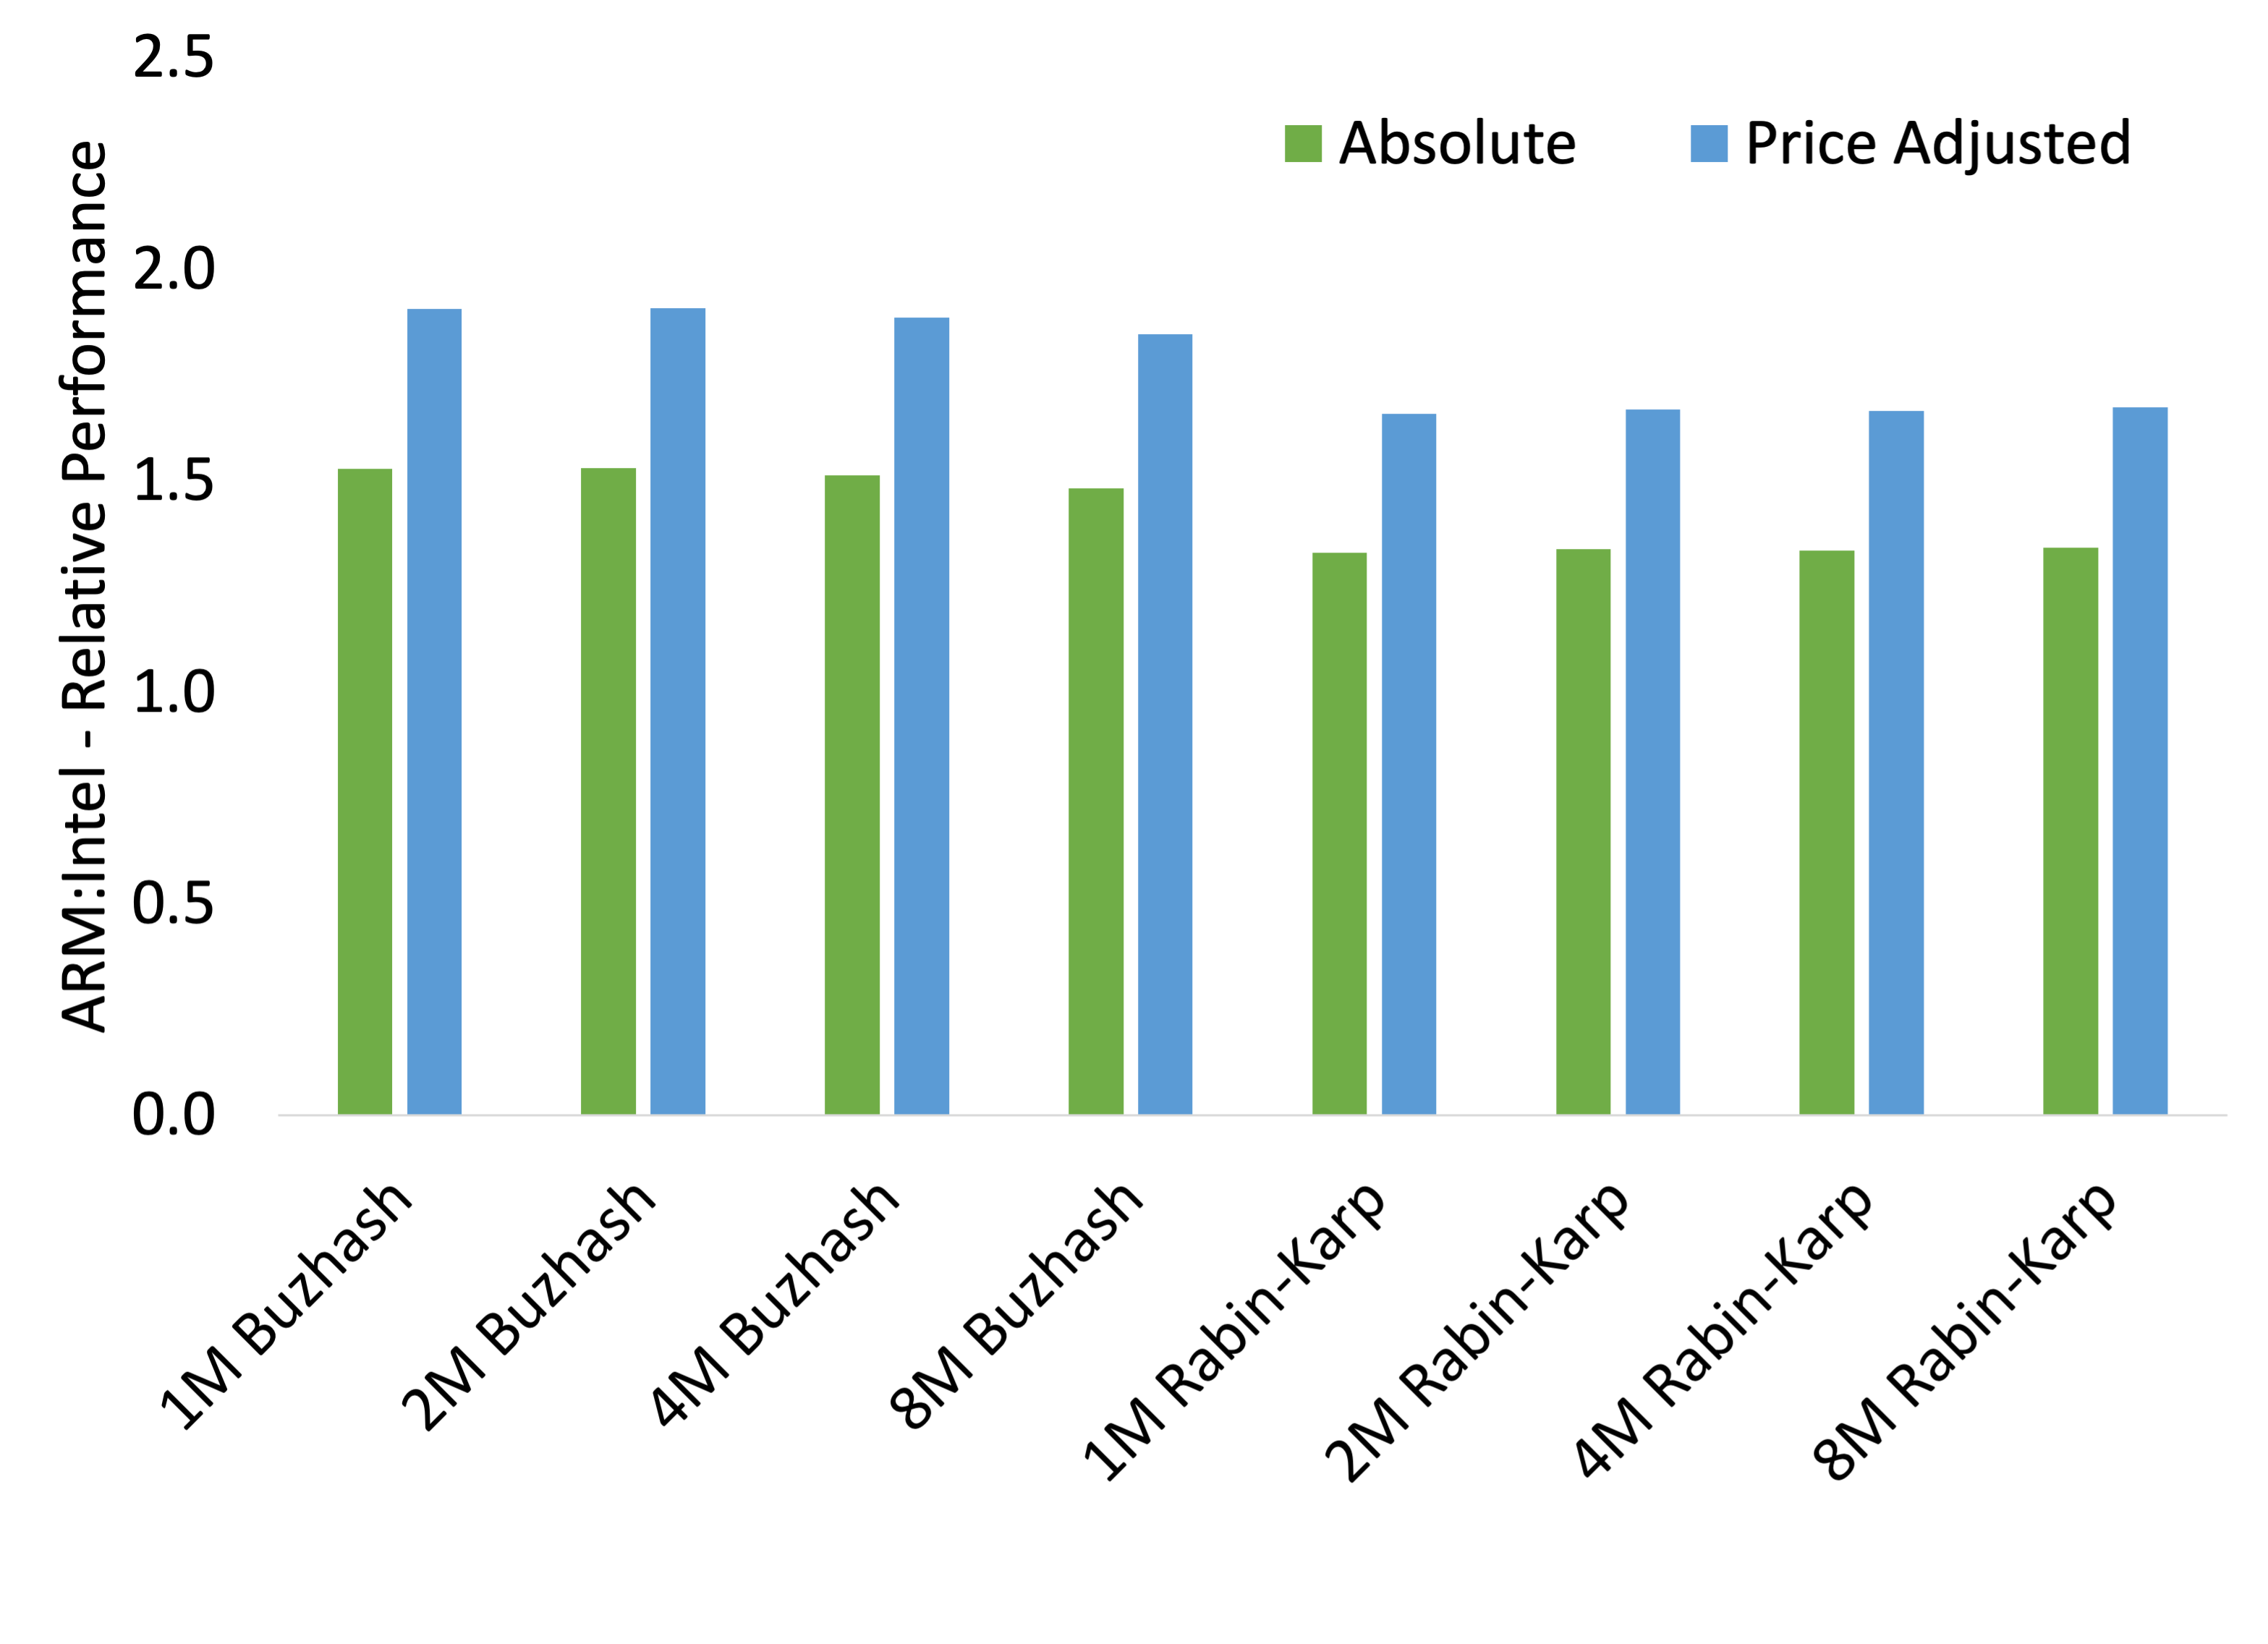 ARM:Intel - Relative Performance
2.5
2.0
1.5
1.0
0.5
0.0
Absolute
Price Adjusted
1M Buzhash
2M Buzhash
4M Buzhash
8M Buzhash
1M Rabin-Karp
2M Rabin-Karp
4M Rabin-Karp
8M Rabin-Karp